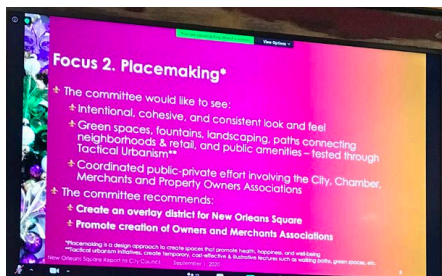 View Options
Focus 2. Placemaking*
The committee would like to see:
Intentional, cohesive, and consistent look and feel
Green spaces, fountains, landscaping, paths connecting
neighborhoods & retail, and public amenities – tested through
Tactical Urbanism**
Coordinated public-private effort involving the City, Chamber,
Merchants and Property Owners Associations
The committee recommends:
Create an overlay district for New Orleans Square
Promote creation of Owners and Merchants Associations
*Placemaking is a design approach to create spaces that promote health, happiness, and well-being
**Tactical urbanism initiatives, create temporary, cost-effective & illustrative features such as walking paths, green spaces, etc.
New Orleans Square Report to City Council September 1, 2020